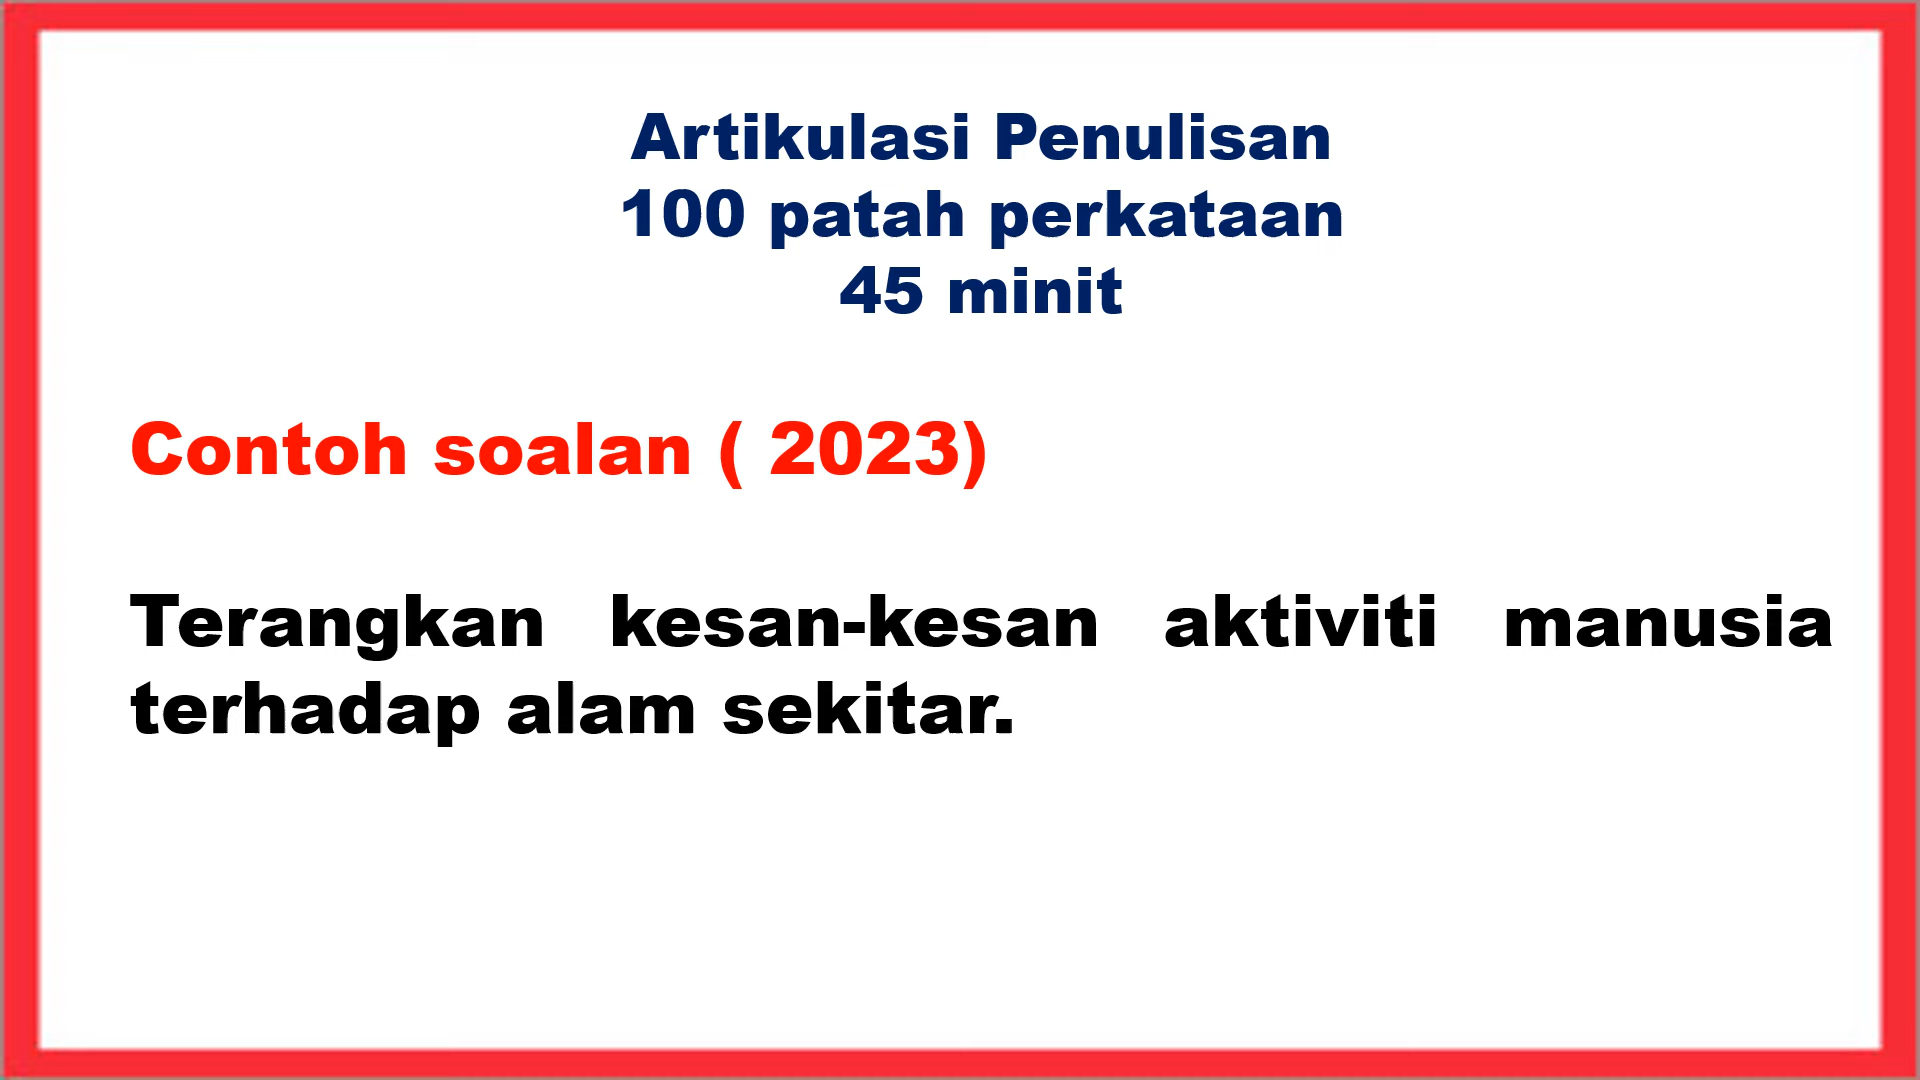 Artikulasi Penulisan
100 patah perkataan
45 minit
Contoh soalan ( 2023)
Terangkan kesan-kesan aktiviti manusia
terhadap alam sekitar.